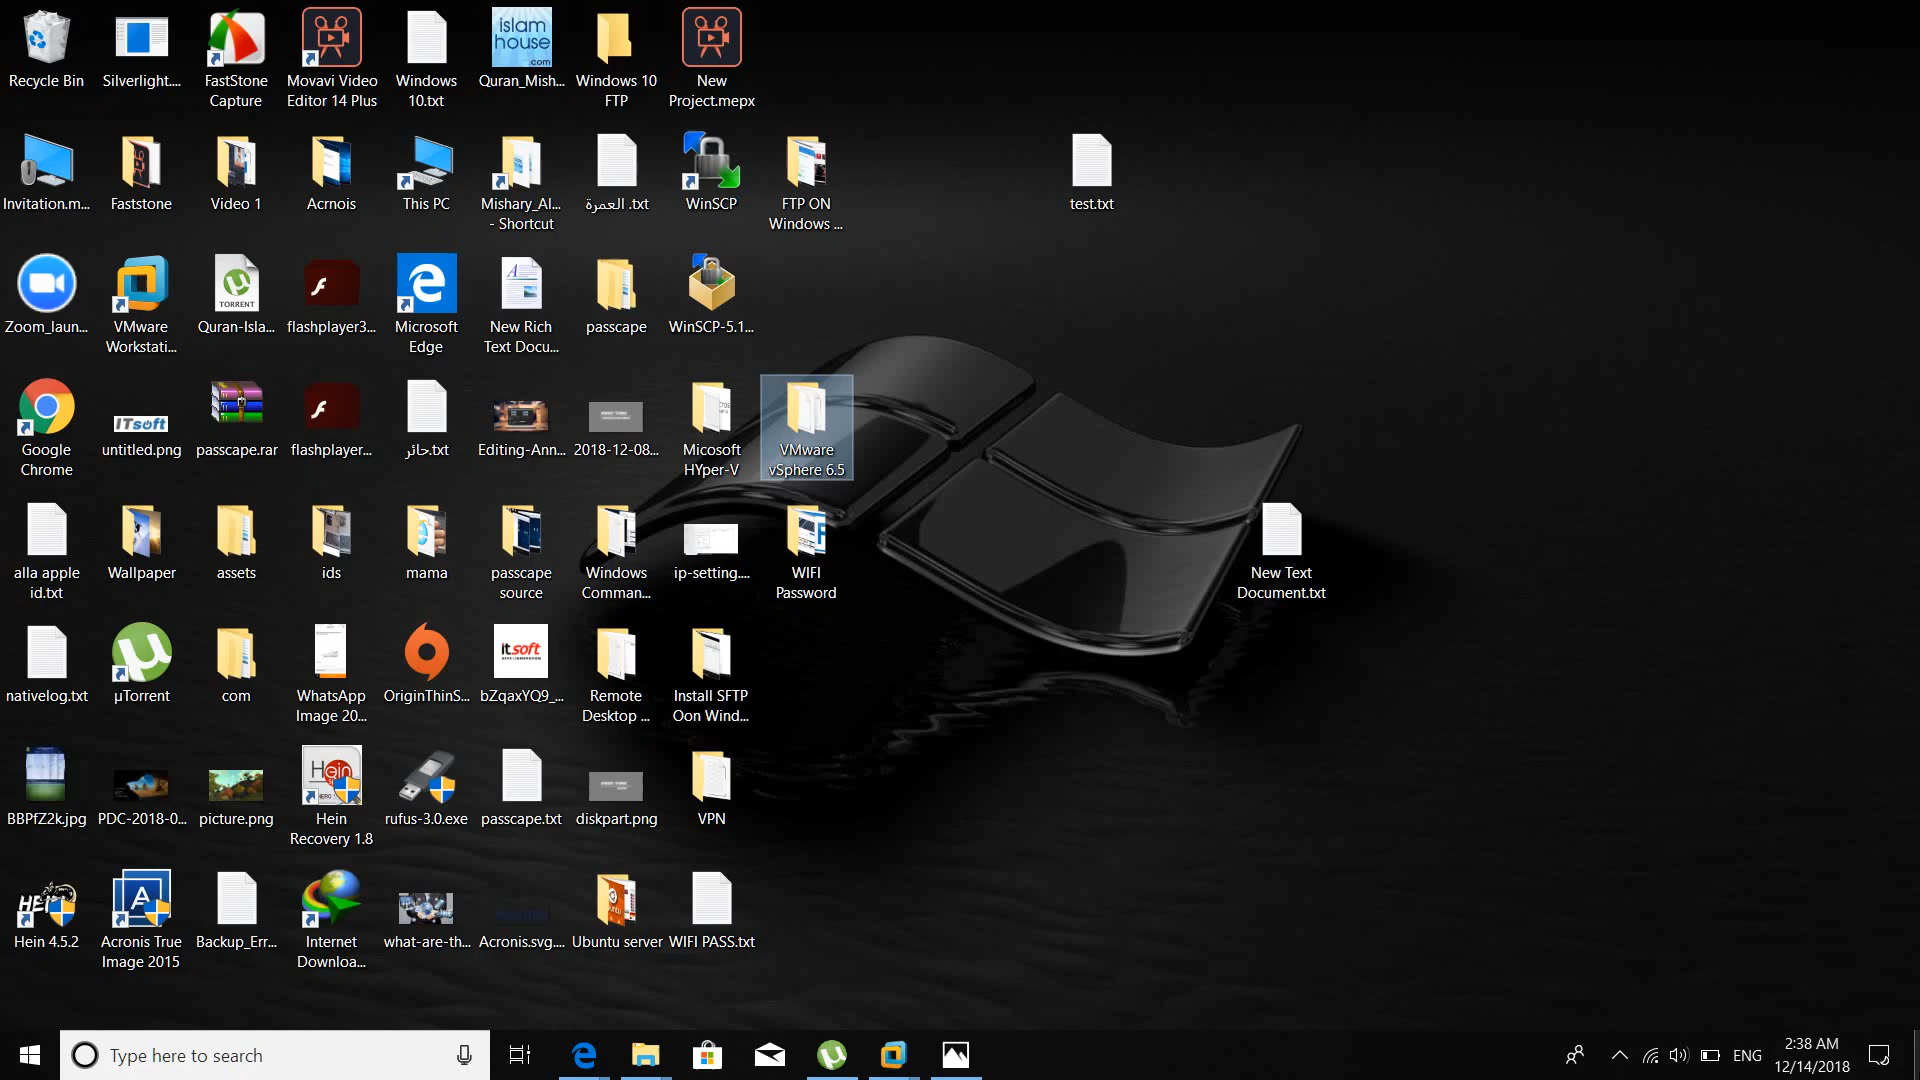 Recycle Bin
Silverlight....
FastStone
Capture
Movavi Video
Editor 14 Plus
Windows
10.txt
islam
house
.com
Quran_Mish...
Windows 10
FTP
New
Project.mepx
Invitation.m...
Faststone
Video 1
Acrnois
This PC
Mishary_Al...
- Shortcut
العمرة .txt
WinSCP
FTP ON
Windows ...
test.txt
Zoom_laun...
VMware
Workstati...
TORRENT
Quran-Isla...
flashplayer3...
Microsoft
Edge
New Rich
Text Docu...
passcape
WinSCP-5.1...
Google
Chrome
ITsoft
untitled.png
passcape.rar
flashplayer...
حائر.txt
Editing-Ann...
2018-12-08...
Micosoft
HYper-V
VMware
vSphere 6.5
alla apple
id.txt
Wallpaper
assets
ids
mama
passcape
source
Windows
Comman...
ip-setting....
WIFI
Password
New Text
Document.txt
nativelog.txt
µTorrent
com
WhatsApp
Image 20...
OriginThinS...
itsoft
bZqaxYQ9_...
Remote
Desktop ...
Install SFTP
Oon Wind...
BBPfZ2k.jpg
PDC-2018-0...
picture.png
Hein
Hein
Recovery 1.8
rufus-3.0.exe
passcape.txt
diskpart.png
VPN
Hein 4.5.2
A
Acronis True
Image 2015
Backup_Err...
Internet
Downloa...
what-are-th...
Acronis.svg....
Ubuntu server
WIFI PASS.txt
Type here to search
ENG
2:38 AM
12/14/2018